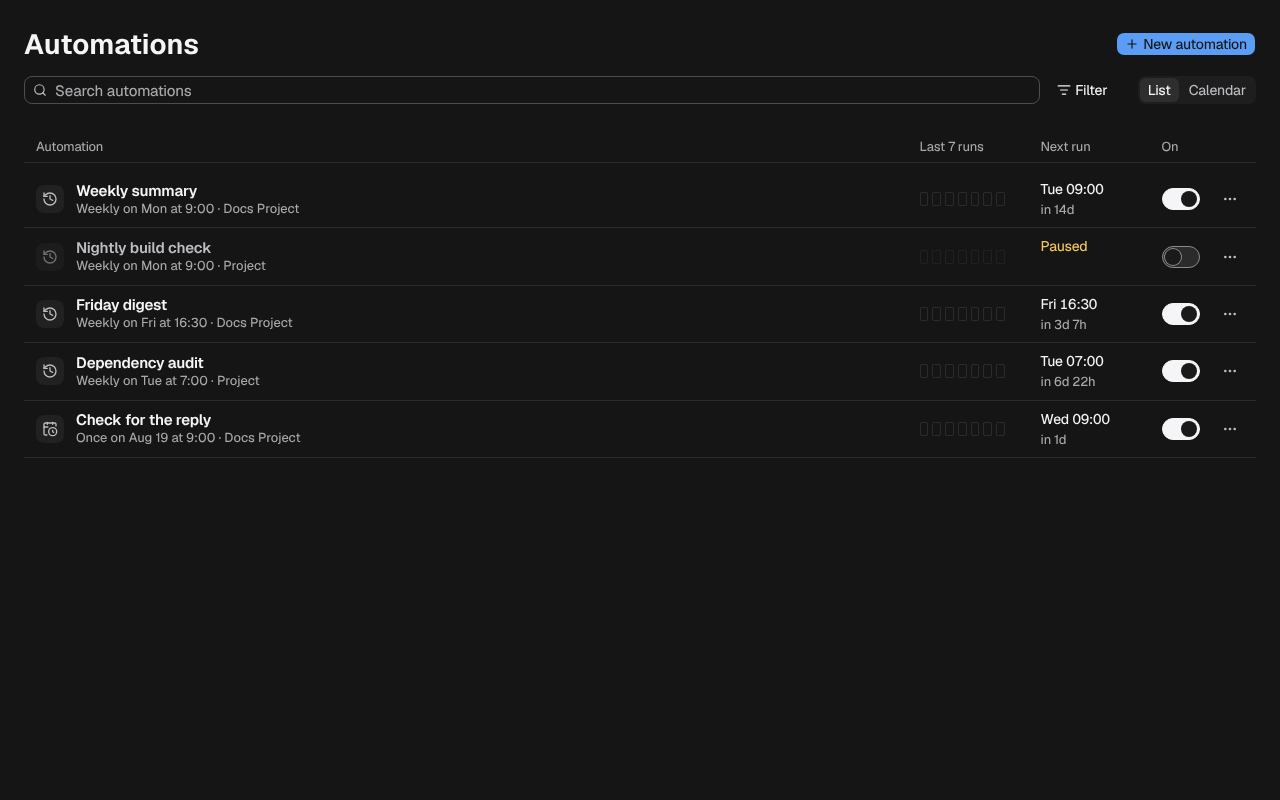 Automations
New automation
Search automations
Filter
List
Calendar
Automation
Last 7 runs
Next run
On
Weekly summary
Weekly on Mon at 9:00 · Docs Project
Tue 09:00
in 14d
Nightly build check
Weekly on Mon at 9:00 · Project
Paused
Friday digest
Weekly on Fri at 16:30 · Docs Project
Fri 16:30
in 3d 7h
Dependency audit
Weekly on Tue at 7:00 · Project
Tue 07:00
in 6d 22h
Check for the reply
Once on Aug 19 at 9:00 · Docs Project
Wed 09:00
in 1d